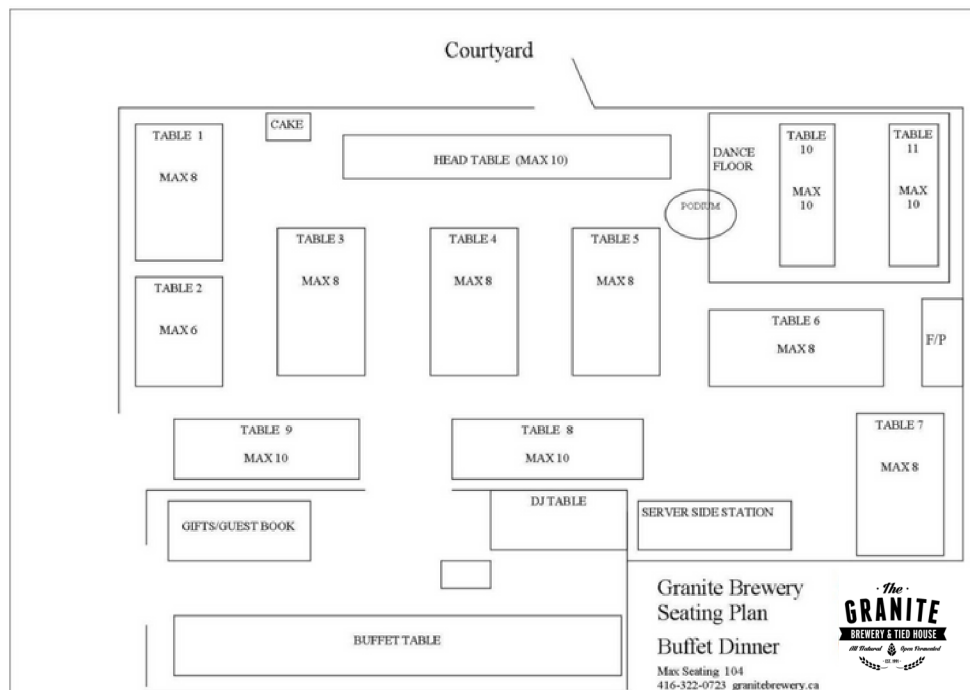 Courtyard
TABLE 1
MAX 8
CAKE
HEAD TABLE (MAX 10)
DANCE
FLOOR
TABLE
10
MAX
10
TABLE
11
MAX
10
PODIUM
TABLE 2
MAX 6
TABLE 3
MAX 8
TABLE 4
MAX 8
TABLE 5
MAX 8
TABLE 6
MAX 8
F/P
TABLE 9
MAX 10
TABLE 8
MAX 10
TABLE 7
MAX 8
GIFTS/GUEST BOOK
DJ TABLE
SERVER SIDE STATION
BUFFET TABLE
Granite Brewery
Seating Plan
Buffet Dinner
Max Seating 104
416-322-0723 granitebrewery.ca
The
GRANITE
BREWERY & TIED HOUSE
All Natural Open Fermented